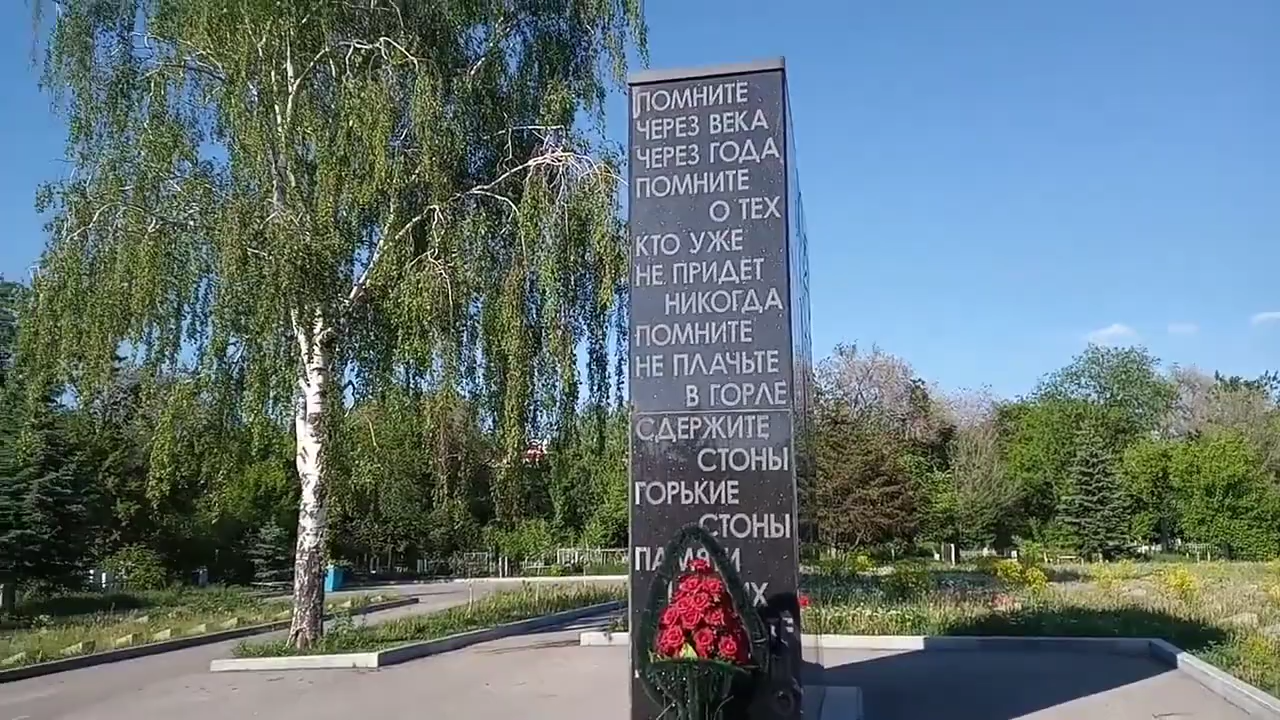 ПОМНИТЕ
ЧЕРЕЗ ВЕКА
ЧЕРЕЗ ГОДА
ПОМНИТЕ
О ТЕХ
КТО УЖЕ
НЕ ПРИДЕТ
НИКОГДА
ПОМНИТЕ
НЕ ПЛАЧЬТЕ
В ГОРЛЕ
СДЕРЖИТЕ
СТОНЫ
ГОРЬКИЕ
СТОНЫ
ПАМЯТИ